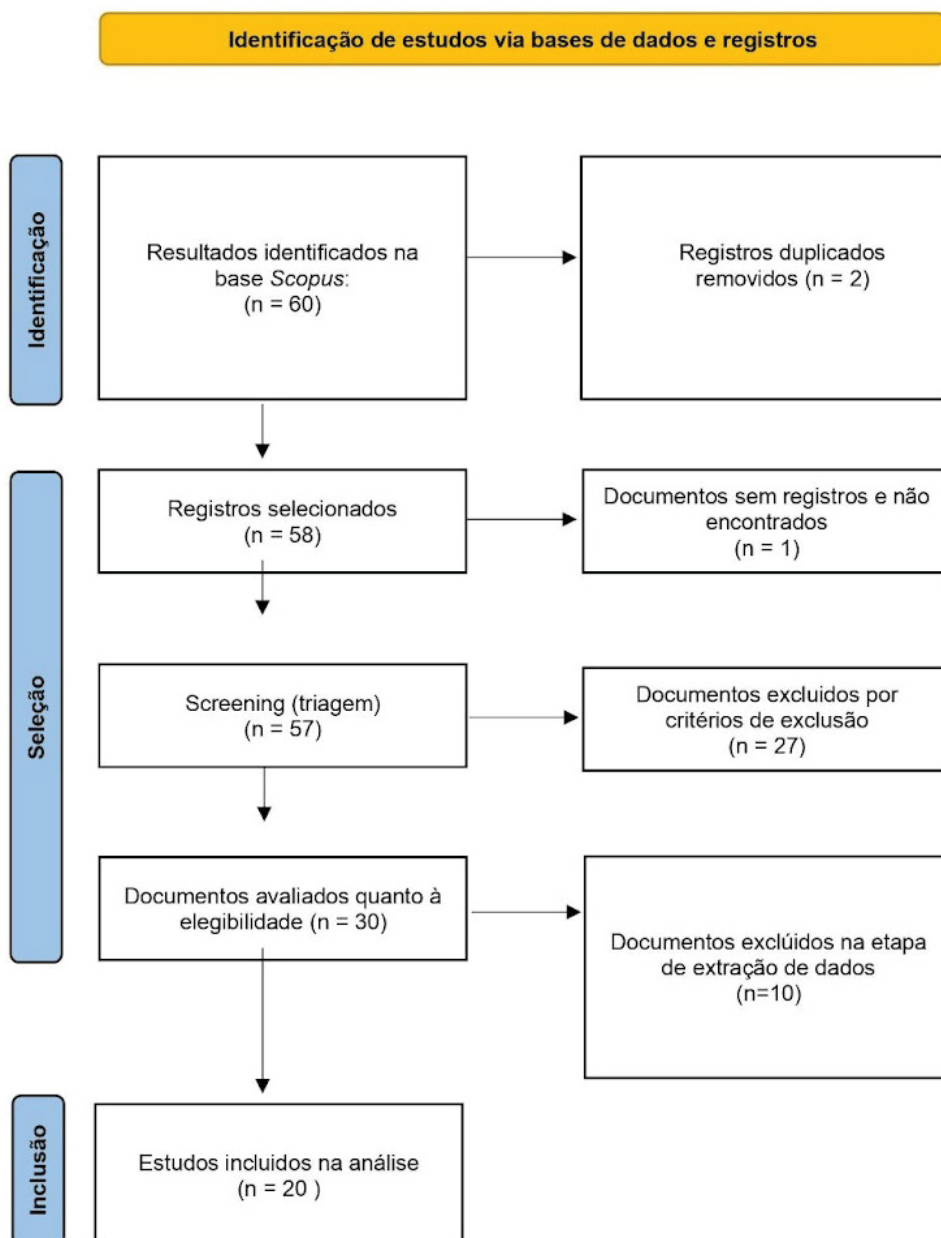 Identificação de estudos via bases de dados e registros
Identificação
Resultados identificados na
base Scopus:
(n = 60)
Registros duplicados
removidos (n = 2)
Seleção
Registros selecionados
(n = 58)
Documentos sem registros e não
encontrados
(n = 1)
Screening (triagem)
(n = 57)
Documentos excluidos por
critérios de exclusão
(n = 27)
Documentos avaliados quanto à
elegibilidade (n = 30)
Documentos exclúidos na etapa
de extração de dados
(n=10)
Inclusão
Estudos incluidos na análise
(n = 20 )